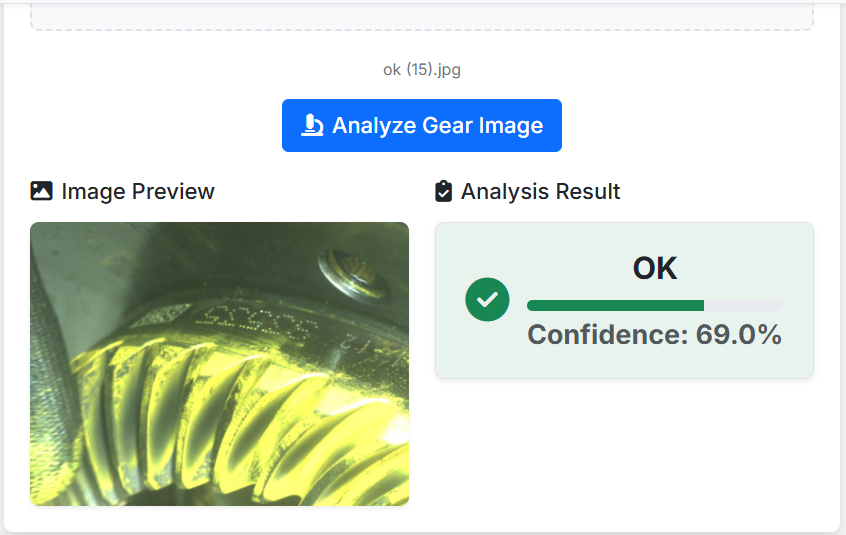 ok (15).jpg
Analyze Gear Image
Image Preview
Analysis Result
OK
Confidence: 69.0%